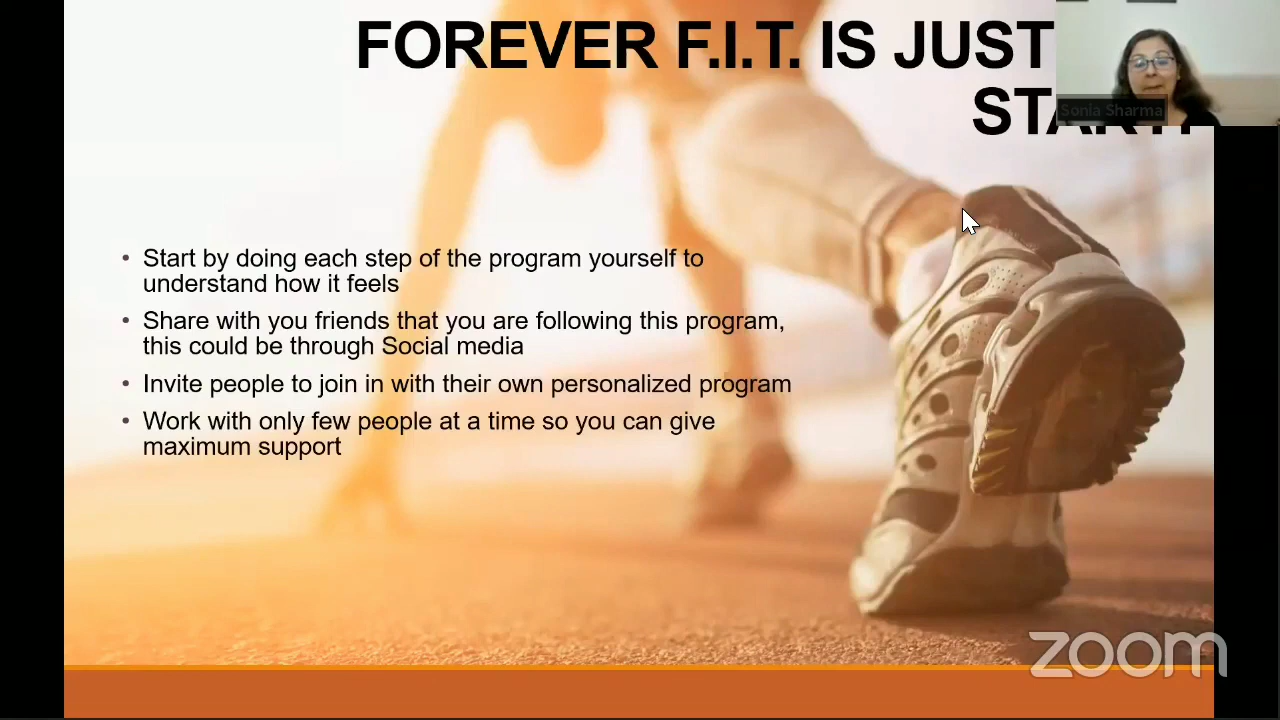 FOREVER F.I.T. IS JUST
Sonia Sharma
• Start by doing each step of the program yourself to
understand how it feels
• Share with you friends that you are following this program,
this could be through Social media
• Invite people to join in with their own personalized program
• Work with only few people at a time so you can give
maximum support
zoom